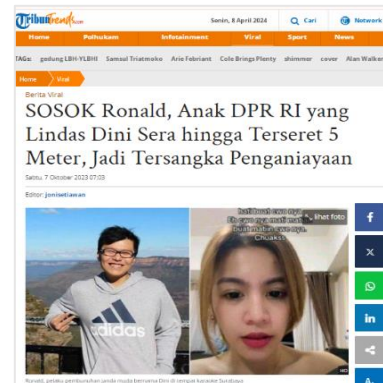 TribunTrends.com
Senin, 8 April 2024
Cari
Network
Home Polhukam Infotainment Viral Sport News
TAGS: gedung LBH-YLBHI Samsul Triatmoko Arie Febriant Cole Brings Plenty shimmer cover Alan Walker
Home Viral
Berita Viral
SOSOK Ronald, Anak DPR RI yang
Lindas Dini Sera hingga Terseret 5
Meter, Jadi Tersangka Penganiayaan
Sabtu, 7 Oktober 2023 07:03
Editor: jonisetiawan
lihat foto
adidas
HO
Ronald, pelaku pembunuhan janda muda bernama Dini di tempat karaoke Surabaya